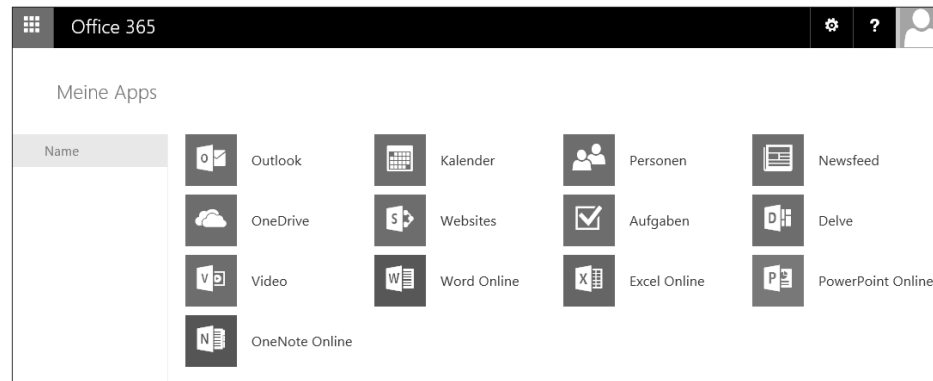 Office 365 ?
Meine Apps
Name
Outlook Kalender Personen Newsfeed
OneDrive Websites Aufgaben Delve
Video Word Online Excel Online PowerPoint Online
OneNote Online